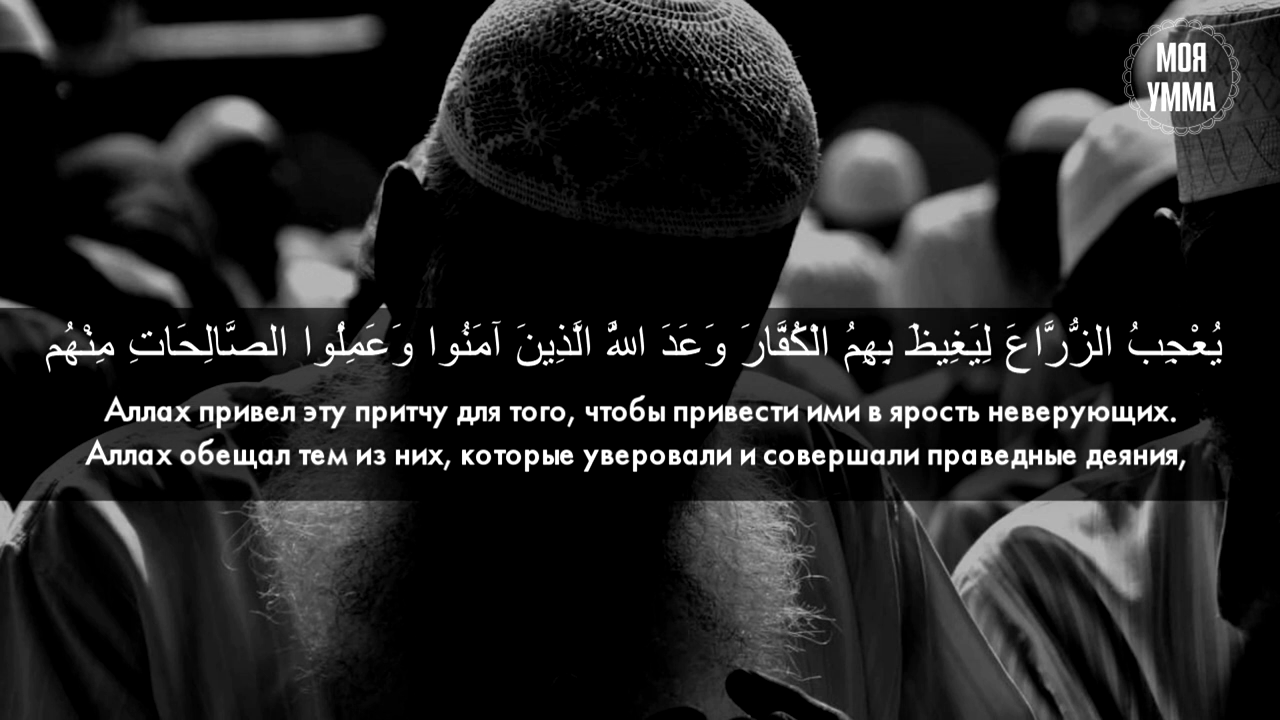 МОЯ
УММА
يُعْجِبُ الزُّرَّاعَ لِيَغِيظَ بِهِمُ الْكُفَّارَ وَعَدَ اللَّهُ الَّذِينَ آمَنُوا وَعَمِلُوا الصَّالِحَاتِ مِنْهُم
Аллах привел эту притчу для того, чтобы привести ими в ярость неверующих.
Аллах обещал тем из них, которые уверовали и совершали праведные деяния,